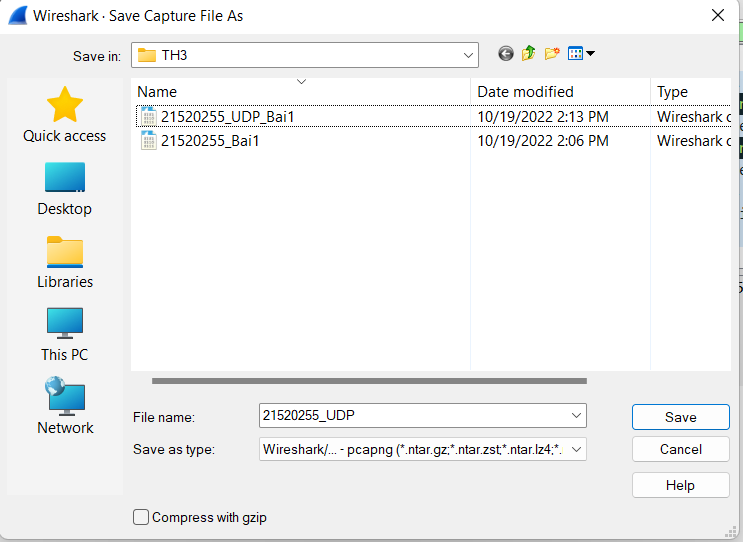 Wireshark · Save Capture File As
Save in: TH3
Name Date modified Type
21520255_UDP_Bai1 10/19/2022 2:13 PM Wireshark c
21520255_Bai1 10/19/2022 2:06 PM Wireshark c
Quick access
Desktop
Libraries
This PC
Network
File name: 21520255_UDP Save
Save as type: Wireshark/... - pcapng (*.ntar.gz;*.ntar.zst;*.ntar.lz4;*. Cancel
Help
Compress with gzip